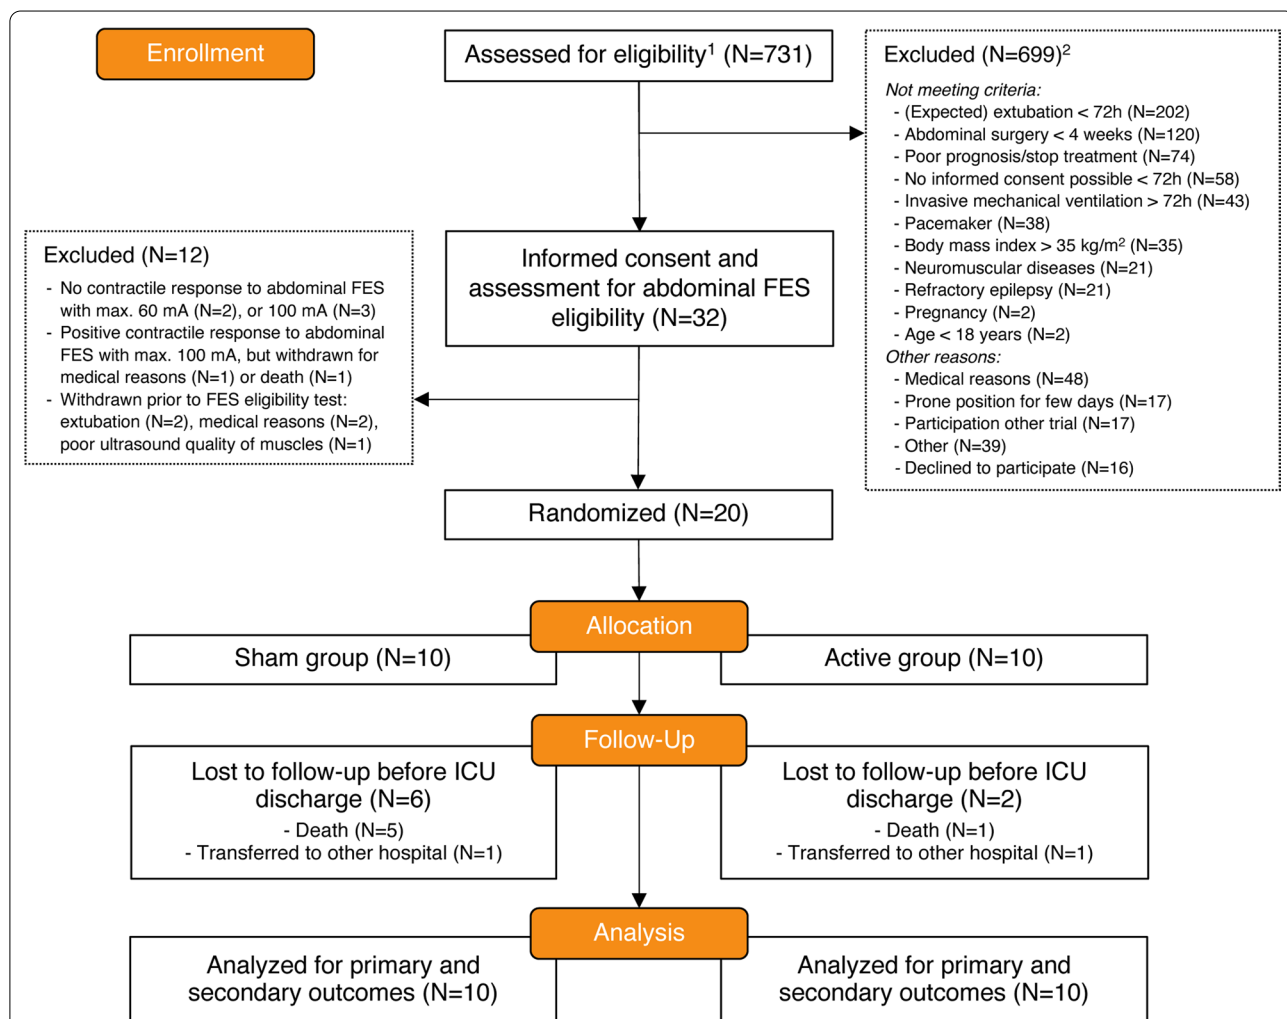 Enrollment
Assessed for eligibility¹ (N=731)
Excluded (N=699)²
Not meeting criteria:
- (Expected) extubation < 72h (N=202)
- Abdominal surgery < 4 weeks (N=120)
- Poor prognosis/stop treatment (N=74)
- No informed consent possible < 72h (N=58)
- Invasive mechanical ventilation > 72h (N=43)
- Pacemaker (N=38)
- Body mass index > 35 kg/m² (N=35)
- Neuromuscular diseases (N=21)
- Refractory epilepsy (N=21)
- Pregnancy (N=2)
- Age < 18 years (N=2)
Other reasons:
- Medical reasons (N=48)
- Prone position for few days (N=17)
- Participation other trial (N=17)
- Other (N=39)
- Declined to participate (N=16)
Informed consent and
assessment for abdominal FES
eligibility (N=32)
Excluded (N=12)
- No contractile response to abdominal FES
with max. 60 mA (N=2), or 100 mA (N=3)
- Positive contractile response to abdominal
FES with max. 100 mA, but withdrawn for
medical reasons (N=1) or death (N=1)
- Withdrawn prior to FES eligibility test:
extubation (N=2), medical reasons (N=2),
poor ultrasound quality of muscles (N=1)
Randomized (N=20)
Allocation
Sham group (N=10)
Active group (N=10)
Follow-Up
Lost to follow-up before ICU
discharge (N=6)
- Death (N=5)
- Transferred to other hospital (N=1)
Lost to follow-up before ICU
discharge (N=2)
- Death (N=1)
- Transferred to other hospital (N=1)
Analysis
Analyzed for primary and
secondary outcomes (N=10)
Analyzed for primary and
secondary outcomes (N=10)